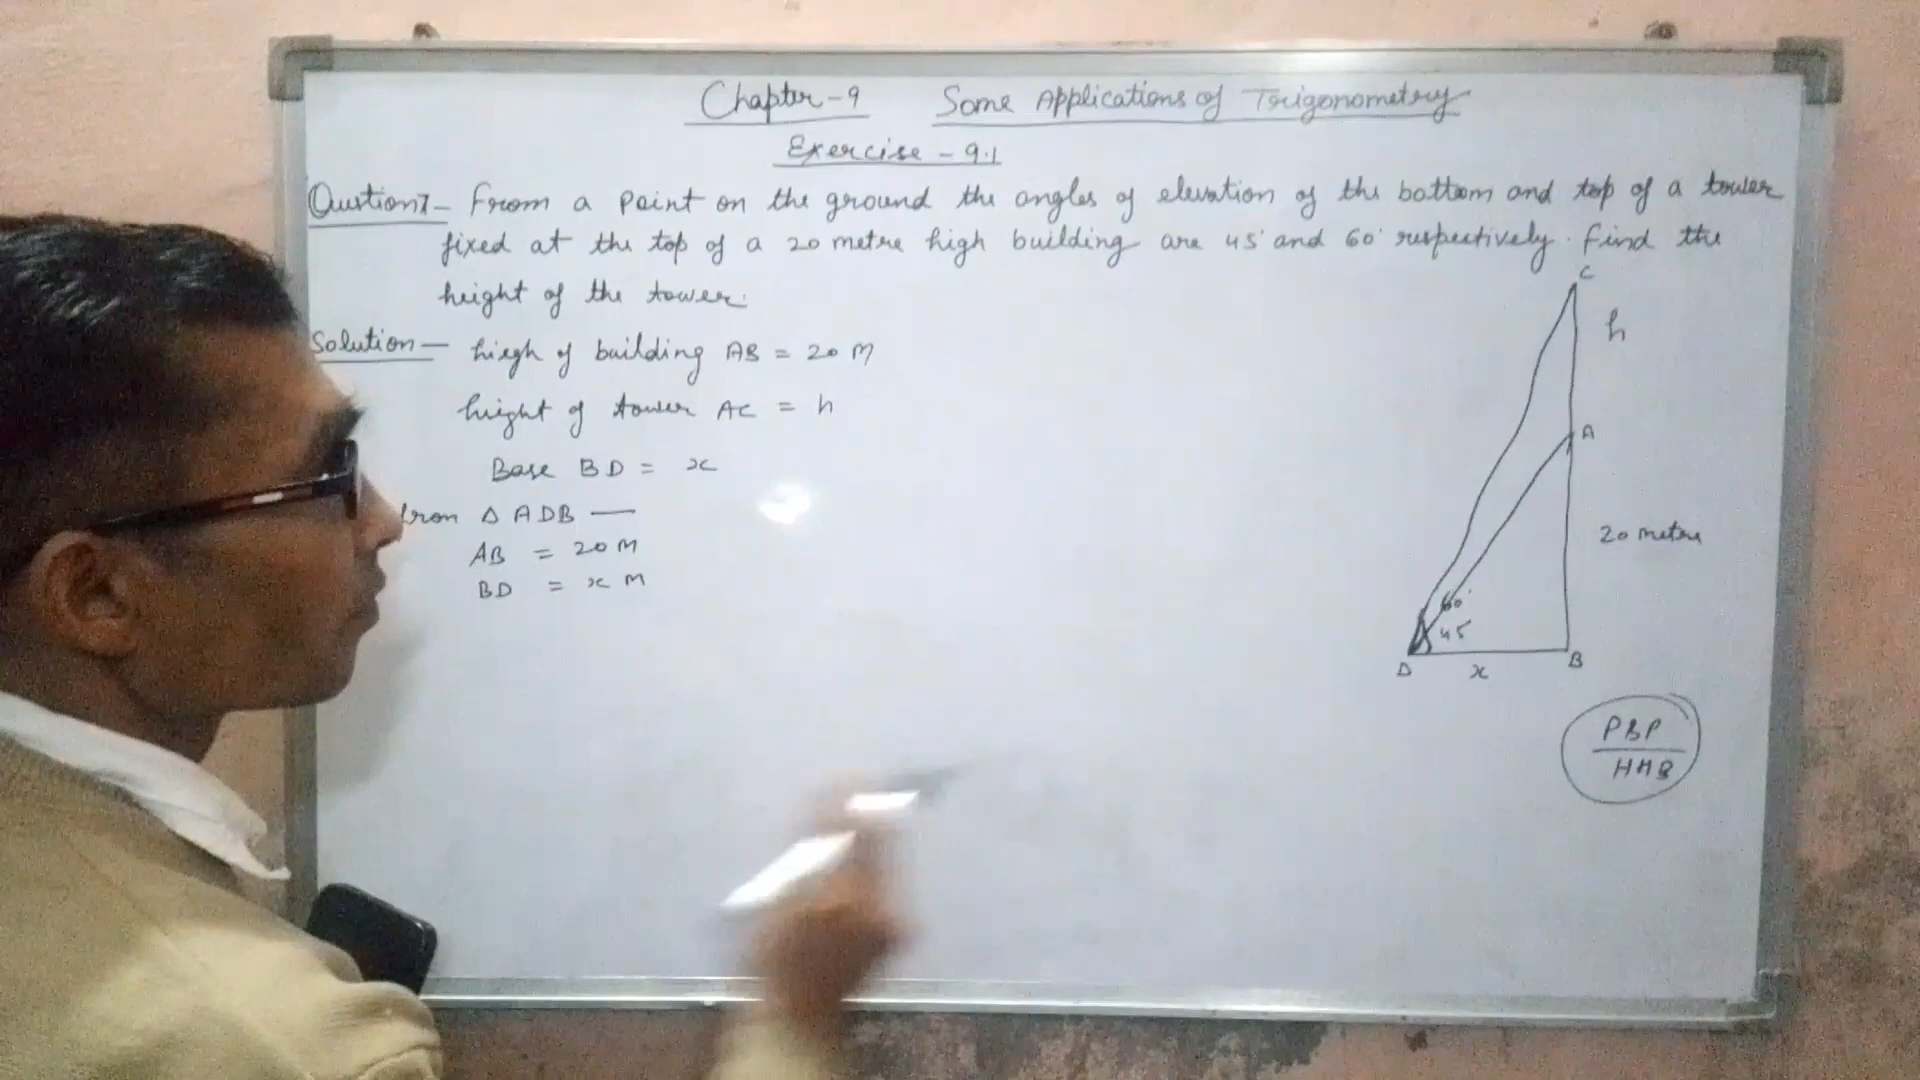 Chapter-9 Some Applications of Trigonometry
Exercise - 9.1
Qustion7- From a point on the ground the angles of elevation of the bottom and top of a tower
fixed at the top of a 20 metre high building are 45° and 60° respectively. Find the
height of the tower.
Solution- hiegh of building AB = 20 M
height of tower AC = h
Base BD = x
from Δ ADB —
AB = 20 M
BD = x M
C
h
A
20 metre
60°
45
D x B
PBP
HHB